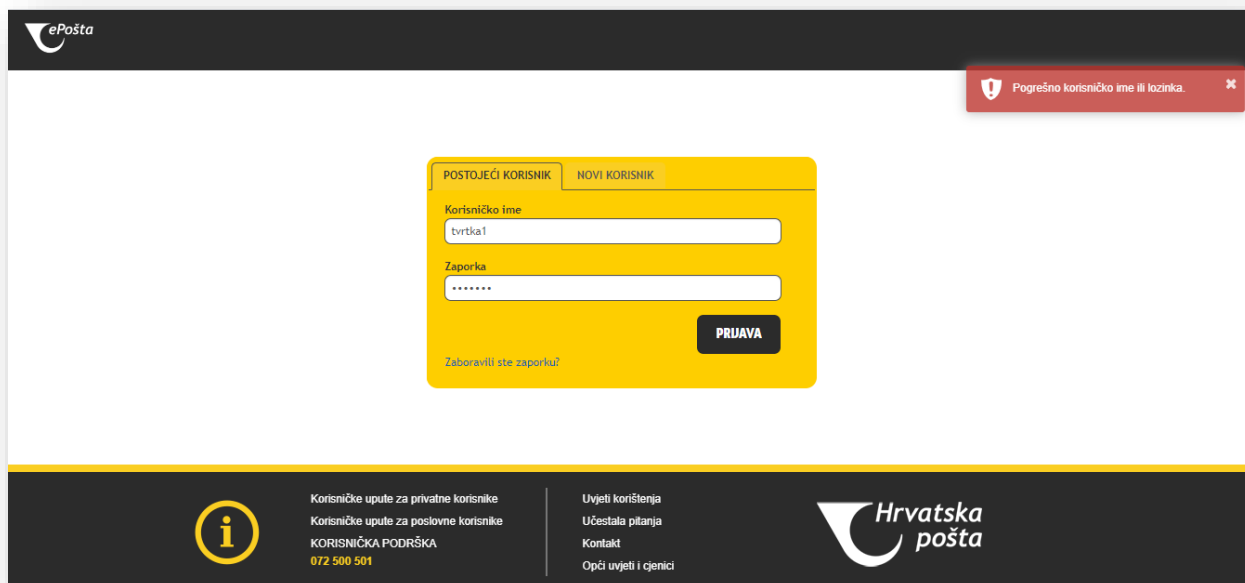 ePošta
Pogrešno korisničko ime ili lozinka.
POSTOJEĆI KORISNIK NOVI KORISNIK
Korisničko ime
tvrtka1
Zaporka
•••••••
PRIJAVA
Zaboravili ste zaporku?
Korisničke upute za privatne korisnike
Korisničke upute za poslovne korisnike
KORISNIČKA PODRŠKA
072 500 501
Uvjeti korištenja
Učestala pitanja
Kontakt
Opći uvjeti i cjenici
Hrvatska
pošta